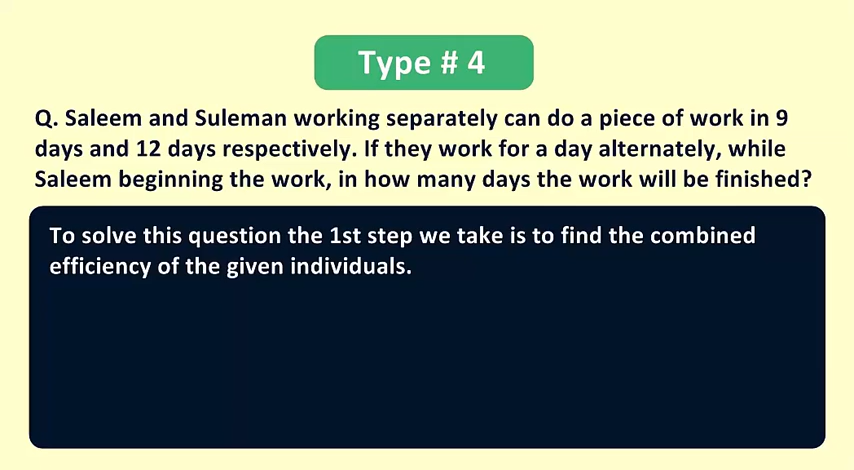 Type # 4
Q. Saleem and Suleman working separately can do a piece of work in 9
days and 12 days respectively. If they work for a day alternately, while
Saleem beginning the work, in how many days the work will be finished?
To solve this question the 1st step we take is to find the combined
efficiency of the given individuals.